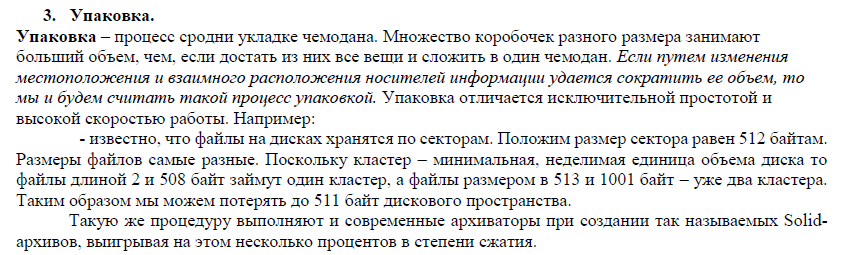 3. Упаковка.
Упаковка – процесс сродни укладке чемодана. Множество коробочек разного размера занимают
больший объем, чем, если достать из них все вещи и сложить в один чемодан. Если путем изменения
местоположения и взаимного расположения носителей информации удается сократить ее объем, то
мы и будем считать такой процесс упаковкой. Упаковка отличается исключительной простотой и
высокой скоростью работы. Например:
- известно, что файлы на дисках хранятся по секторам. Положим размер сектора равен 512 байтам.
Размеры файлов самые разные. Поскольку кластер – минимальная, неделимая единица объема диска то
файлы длиной 2 и 508 байт займут один кластер, а файлы размером в 513 и 1001 байт – уже два кластера.
Таким образом мы можем потерять до 511 байт дискового пространства.
Такую же процедуру выполняют и современные архиваторы при создании так называемых Solid-
архивов, выигрывая на этом несколько процентов в степени сжатия.